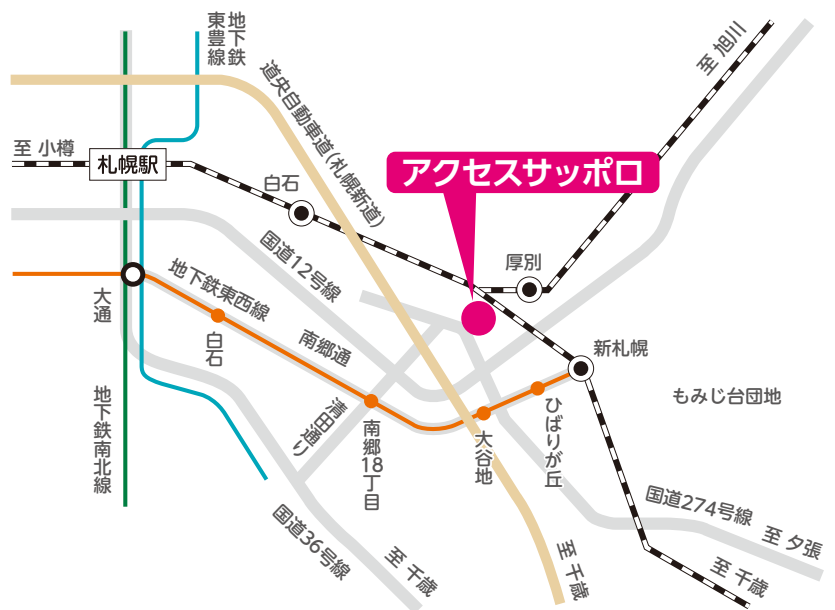 地下鉄
東豊線
至 旭川
道央自動車道(札幌新道)
至 小樽
札幌駅
アクセスサッポロ
白石
国道12号線
厚別
地下鉄東西線
大通
南郷通
白石
新札幌
もみじ台団地
清田通り
南郷18丁目
大谷地
ひばりが丘
地下鉄南北線
国道36号線
国道274号線
至 夕張
至 千歳
至 千歳
至 千歳